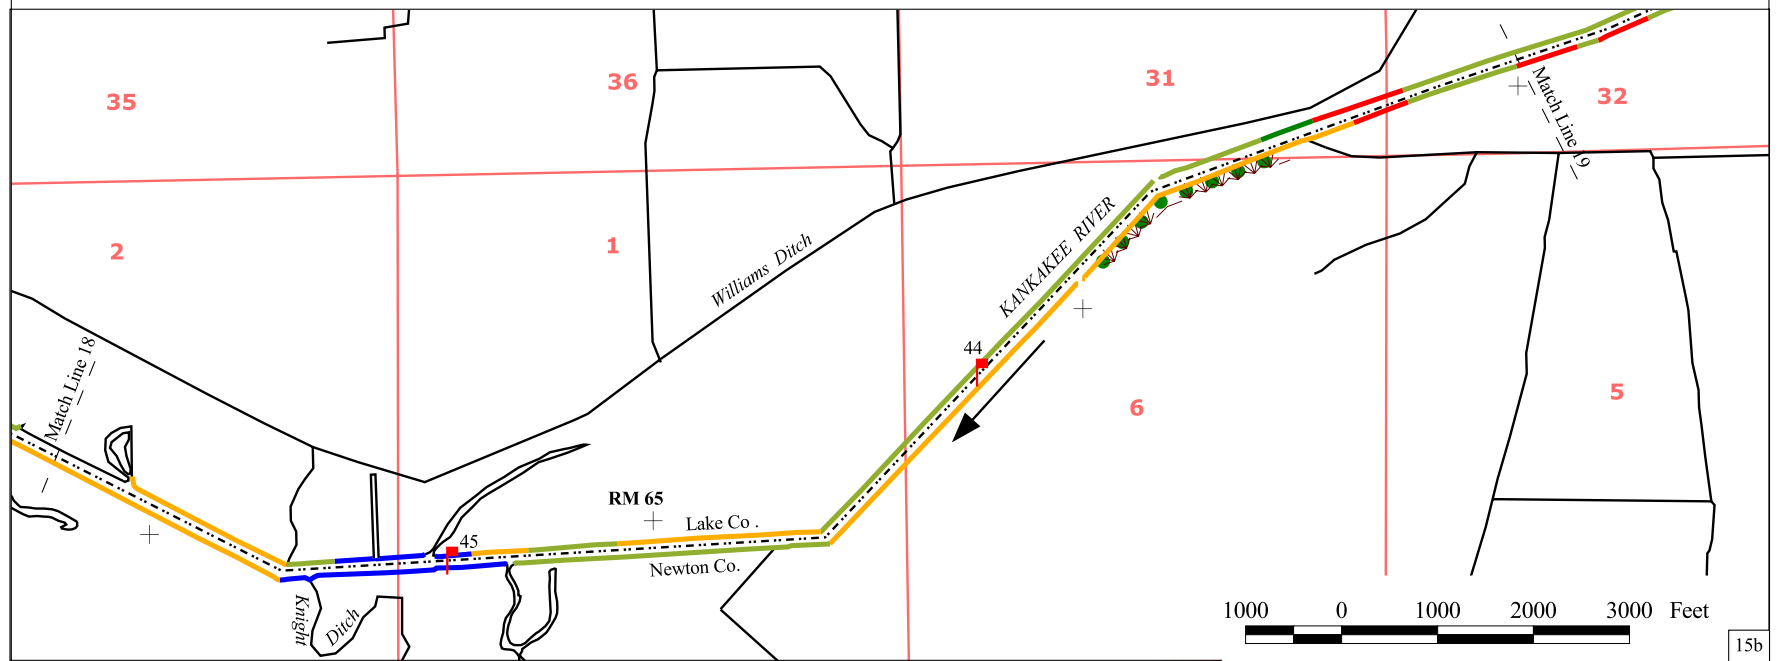 35
36
31
32
Match Line 19
2
1
Williams Ditch
KANKAKEE RIVER
44
6
5
Match Line 18
RM 65
Lake Co .
45
Newton Co.
Knight
Ditch
1000 0 1000 2000 3000 Feet
15b